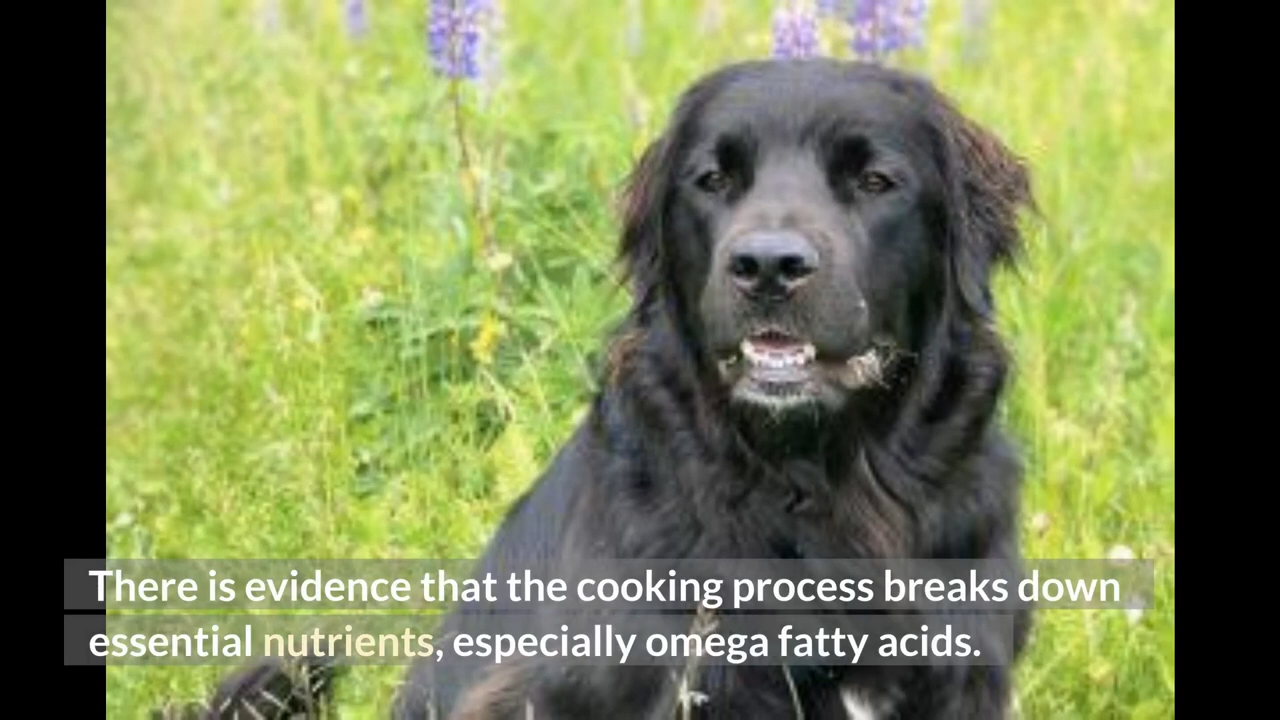 There is evidence that the cooking process breaks down
essential nutrients, especially omega fatty acids.